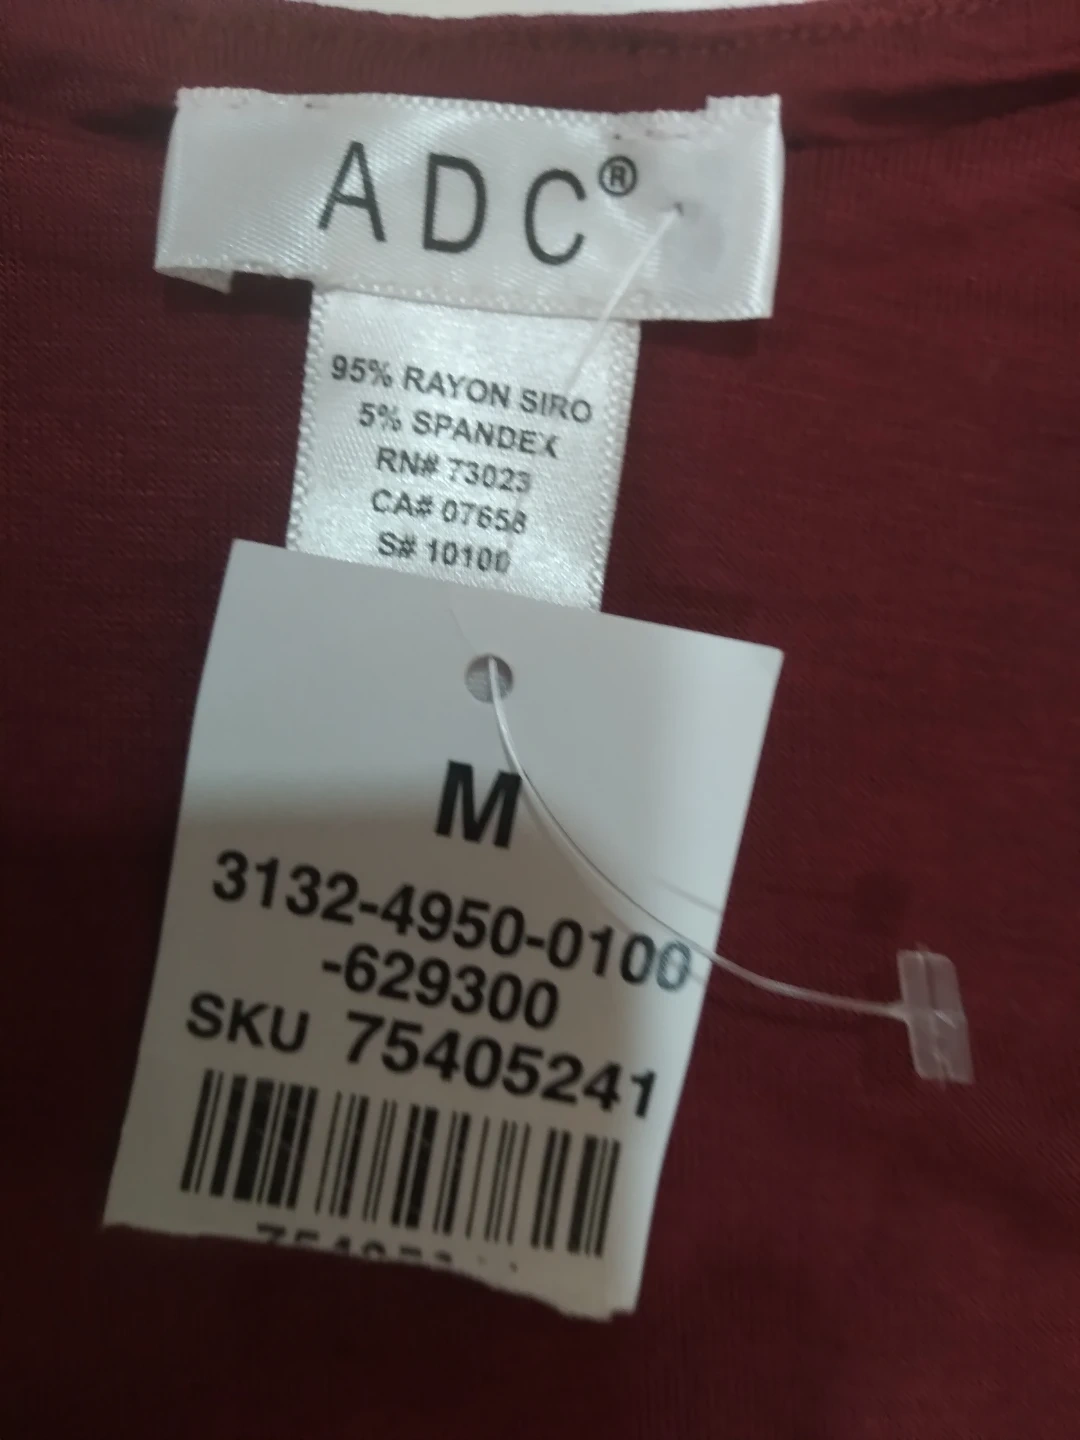 ADC®
95% RAYON SIRO
5% SPANDEX
RN# 73023
CA# 07658
S# 10100
M
3132-4950-0100
-629300
SKU 75405241